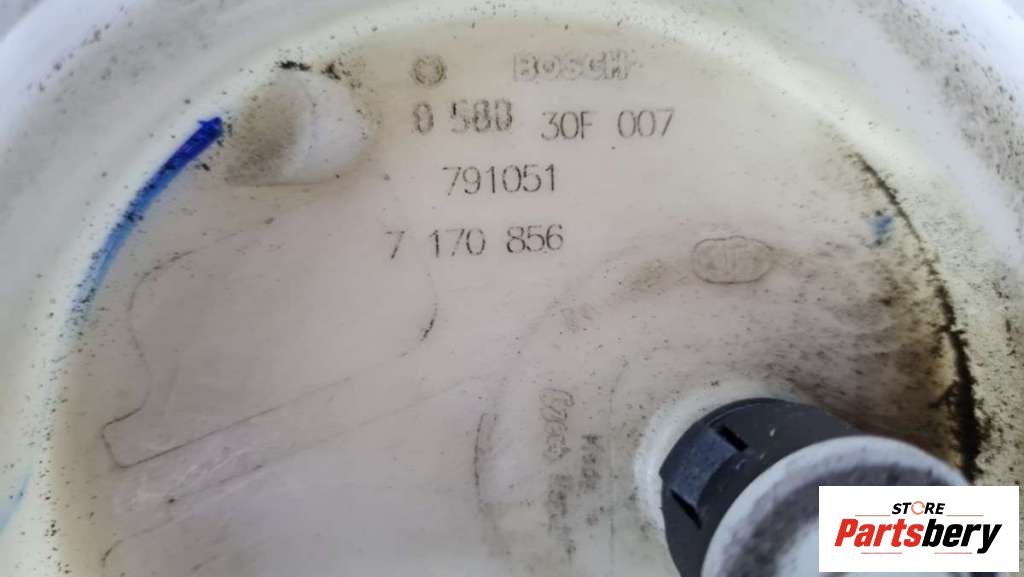 BOSCH
0 580 30F 007
791051
7 170 856
STORE
Partsbery